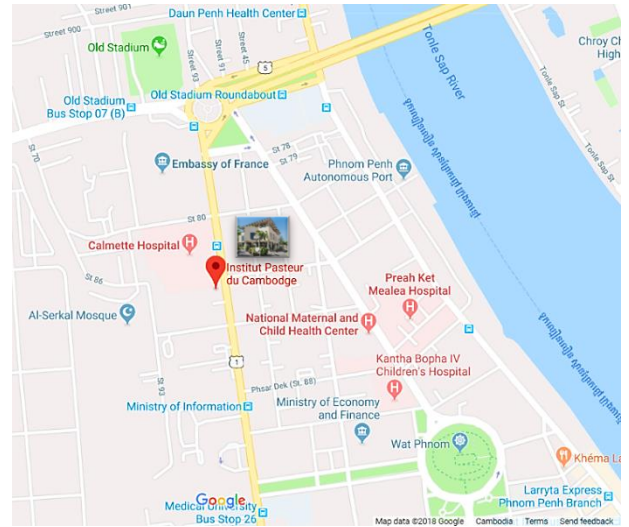 Daun Penh Health Center
Street 901
Street 900
Old Stadium
Street 93
Street 91
Street 45
5
Tonle Sap River
Chroy Ch
High
Tonle Sap St
Old Stadium
Bus Stop 07 (B)
Old Stadium Roundabout
St 70
Embassy of France
St 78
St 79
Phnom Penh
Autonomous Port
St 80
Calmette Hospital
Institut Pasteur
du Cambodge
St 86
Al-Serkal Mosque
Preah Ket
Mealea Hospital
National Maternal and
Child Health Center
1
Kantha Bopha IV
Children's Hospital
St 93
Phsar Dek (St. 88)
Ministry of Information
Ministry of Economy
and Finance
Wat Phnom
Khéma La
Google
Medical University
Bus Stop 26
Larryta Express
Phnom Penh Branch
Map data ©2018 Google Cambodia Terms Send feedback